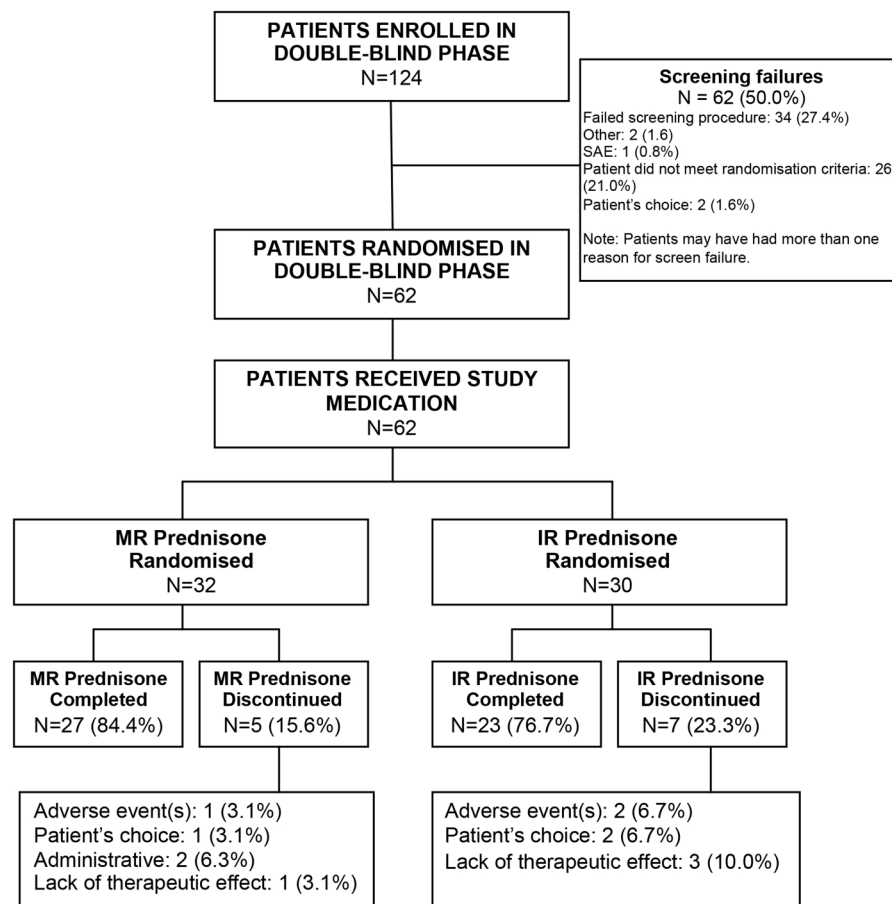 PATIENTS ENROLLED IN
DOUBLE-BLIND PHASE
N=124
Screening failures
N = 62 (50.0%)
Failed screening procedure: 34 (27.4%)
Other: 2 (1.6)
SAE: 1 (0.8%)
Patient did not meet randomisation criteria: 26
(21.0%)
Patient's choice: 2 (1.6%)
Note: Patients may have had more than one
reason for screen failure.
PATIENTS RANDOMISED IN
DOUBLE-BLIND PHASE
N=62
PATIENTS RECEIVED STUDY
MEDICATION
N=62
MR Prednisone
Randomised
N=32
IR Prednisone
Randomised
N=30
MR Prednisone
Completed
N=27 (84.4%)
MR Prednisone
Discontinued
N=5 (15.6%)
IR Prednisone
Completed
N=23 (76.7%)
IR Prednisone
Discontinued
N=7 (23.3%)
Adverse event(s): 1 (3.1%)
Patient's choice: 1 (3.1%)
Administrative: 2 (6.3%)
Lack of therapeutic effect: 1 (3.1%)
Adverse event(s): 2 (6.7%)
Patient's choice: 2 (6.7%)
Lack of therapeutic effect: 3 (10.0%)